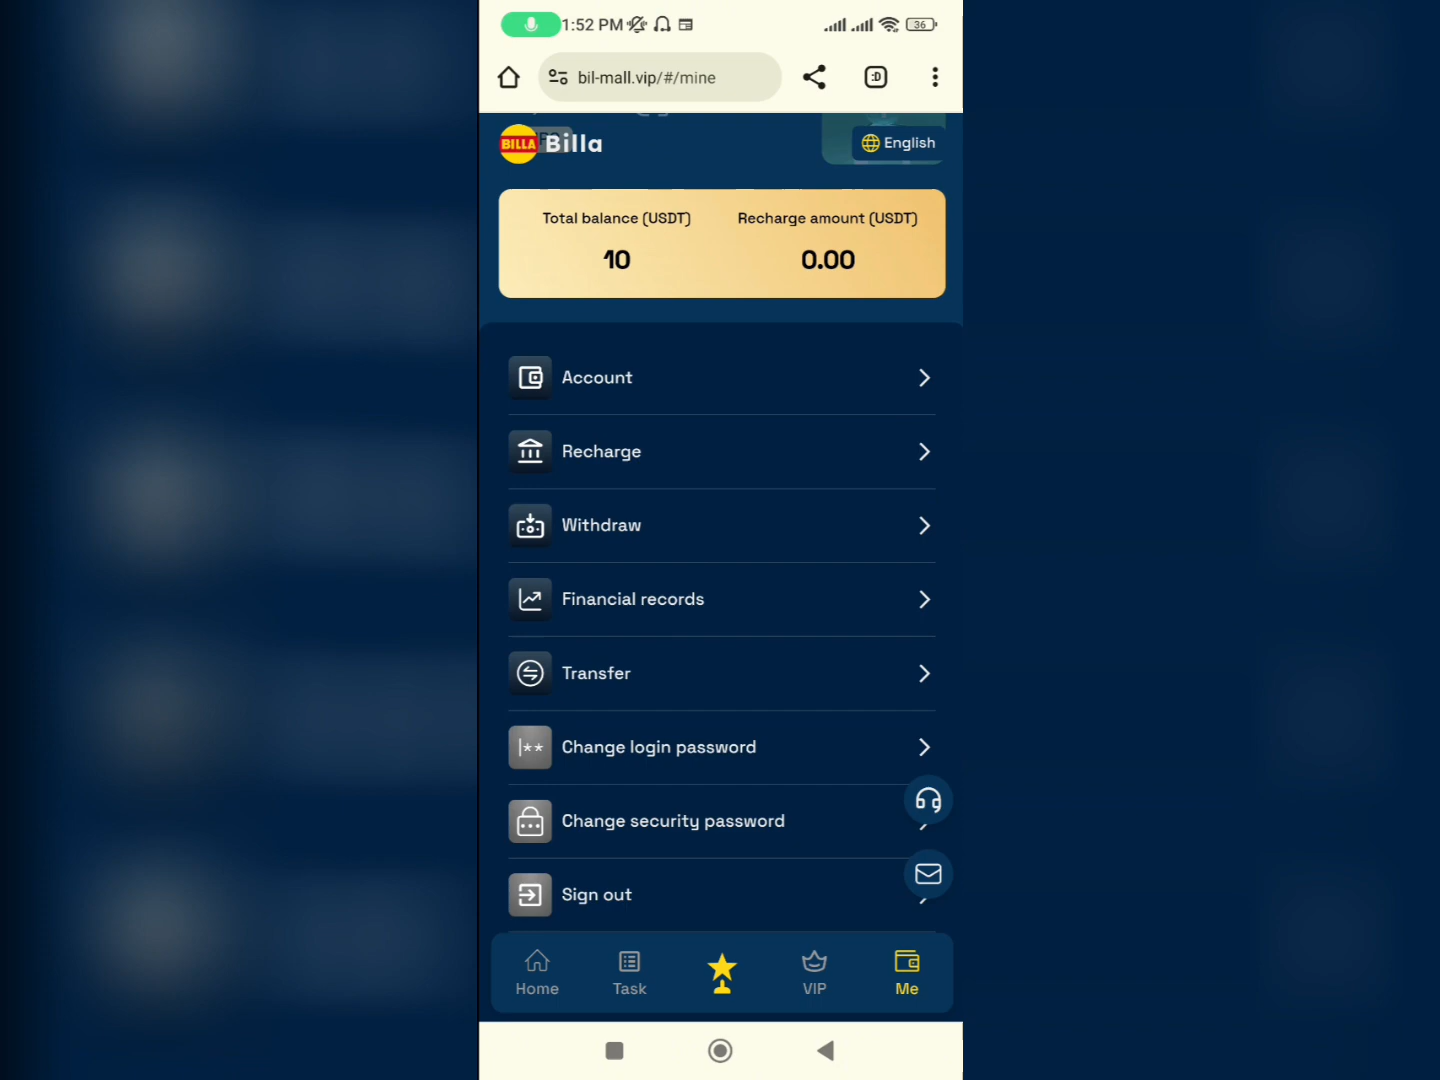 1:52 PM
36
bil-mall.vip/#/mine
:D
BILLA
Billa
English
Total balance (USDT)
Recharge amount (USDT)
10
0.00
Account
Recharge
Withdraw
Financial records
Transfer
|**
Change login password
Change security password
Sign out
Home
Task
VIP
Me